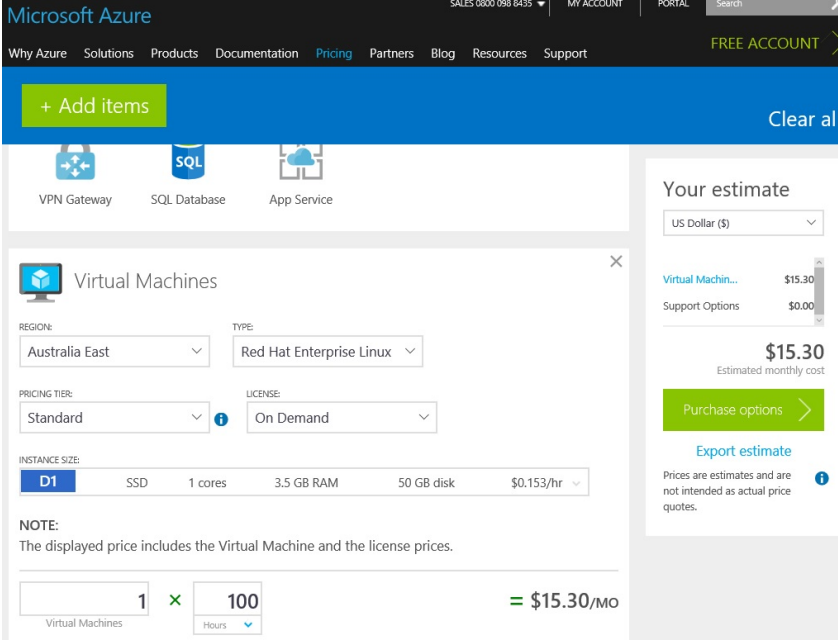 SALES 0800 098 8435 MY ACCOUNT PORTAL Search
Microsoft Azure
FREE ACCOUNT
Why Azure Solutions Products Documentation Pricing Partners Blog Resources Support
+ Add items
Clear al
SQL
VPN Gateway SQL Database App Service
Your estimate
US Dollar ($)
Virtual Machin... $15.30
Support Options $0.00
$15.30
Estimated monthly cost
Purchase options
Export estimate
Prices are estimates and are
not intended as actual price
quotes.
Virtual Machines
REGION: TYPE:
Australia East Red Hat Enterprise Linux
PRICING TIER: LICENSE:
Standard On Demand
INSTANCE SIZE:
D1 SSD 1 cores 3.5 GB RAM 50 GB disk $0.153/hr
NOTE:
The displayed price includes the Virtual Machine and the license prices.
1 × 100 = $15.30/MO
Virtual Machines Hours